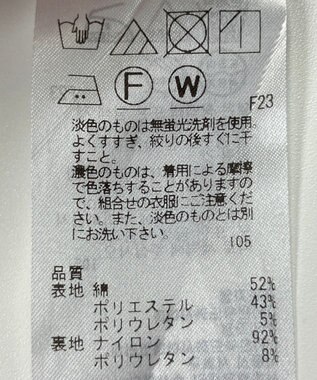 F W
F23
淡色のものは無蛍光洗剤を使用。
よくすすぎ、絞りの後すぐに干
すこと。
濃色のものは、着用による摩擦
で色落ちすることがありますの
で、組合せの衣服にご注意くだ
さい。また、淡色のものとは別
にお洗い下さい。
105
品質
表地 綿 52%
ポリエステル 43%
ポリウレタン 5%
裏地 ナイロン 92%
ポリウレタン 8%